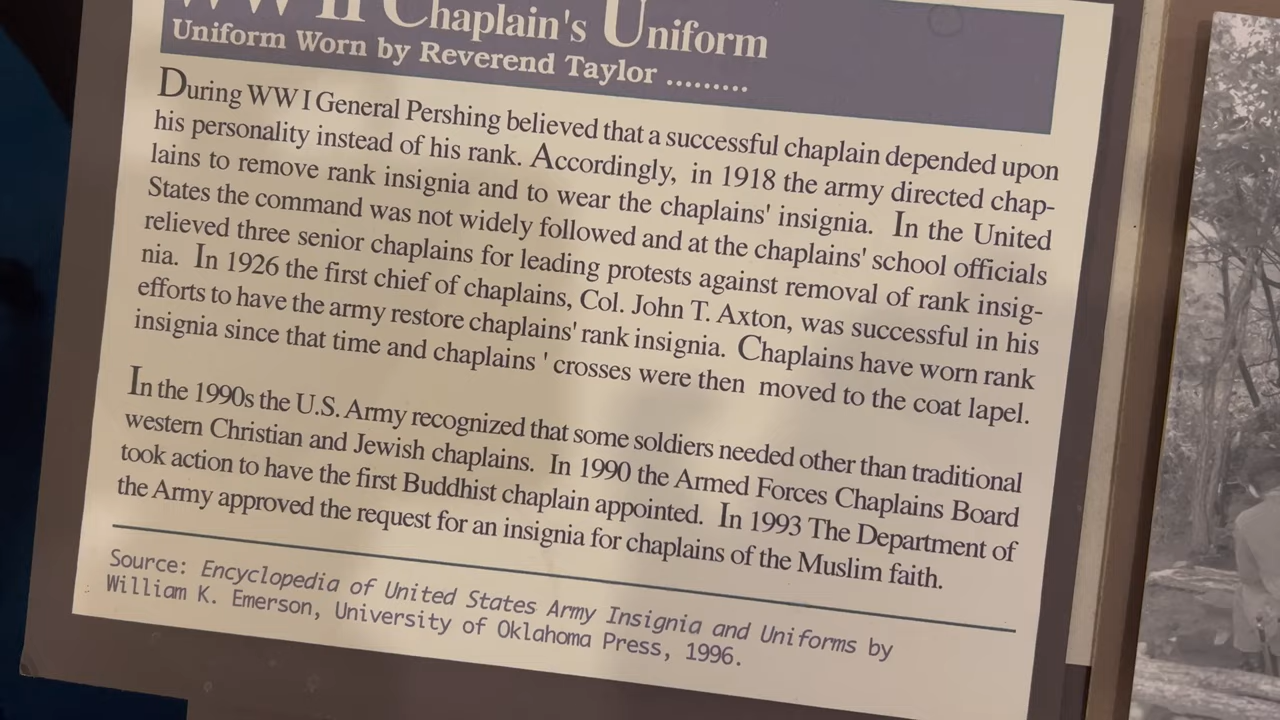 WW II Chaplain's Uniform
Uniform Worn by Reverend Taylor .........
During WW I General Pershing believed that a successful chaplain depended upon
his personality instead of his rank. Accordingly, in 1918 the army directed chap-
lains to remove rank insignia and to wear the chaplains' insignia. In the United
States the command was not widely followed and at the chaplains' school officials
relieved three senior chaplains for leading protests against removal of rank insig-
nia. In 1926 the first chief of chaplains, Col. John T. Axton, was successful in his
efforts to have the army restore chaplains' rank insignia. Chaplains have worn rank
insignia since that time and chaplains ' crosses were then moved to the coat lapel.
In the 1990s the U.S. Army recognized that some soldiers needed other than traditional
western Christian and Jewish chaplains. In 1990 the Armed Forces Chaplains Board
took action to have the first Buddhist chaplain appointed. In 1993 The Department of
the Army approved the request for an insignia for chaplains of the Muslim faith.
Source: Encyclopedia of United States Army Insignia and Uniforms by
William K. Emerson, University of Oklahoma Press, 1996.